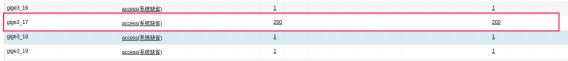 gige3_16 access(系统缺省) 1 1
gige3_17 access(系统缺省) 200 200
gige3_18 access(系统缺省) 1 1
gige3_19 access(系统缺省) 1 1